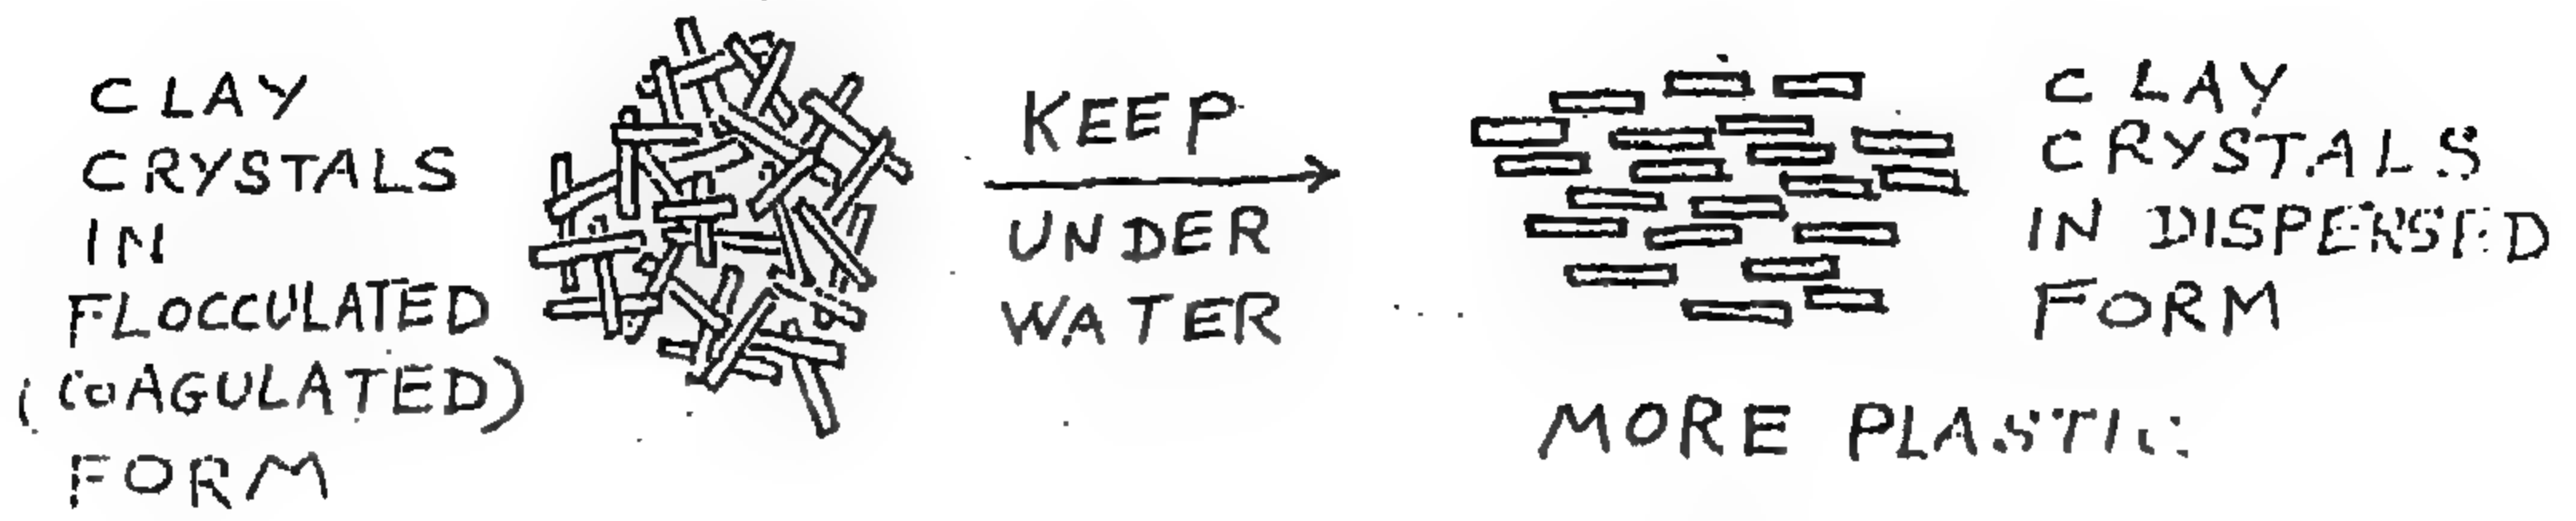 CLAY
CRYSTALS
IN
FLOCCULATED
(COAGULATED)
FORM
KEEP
UNDER
WATER
CLAY
CRYSTALS
IN DISPERSED
FORM
MORE PLASTIC